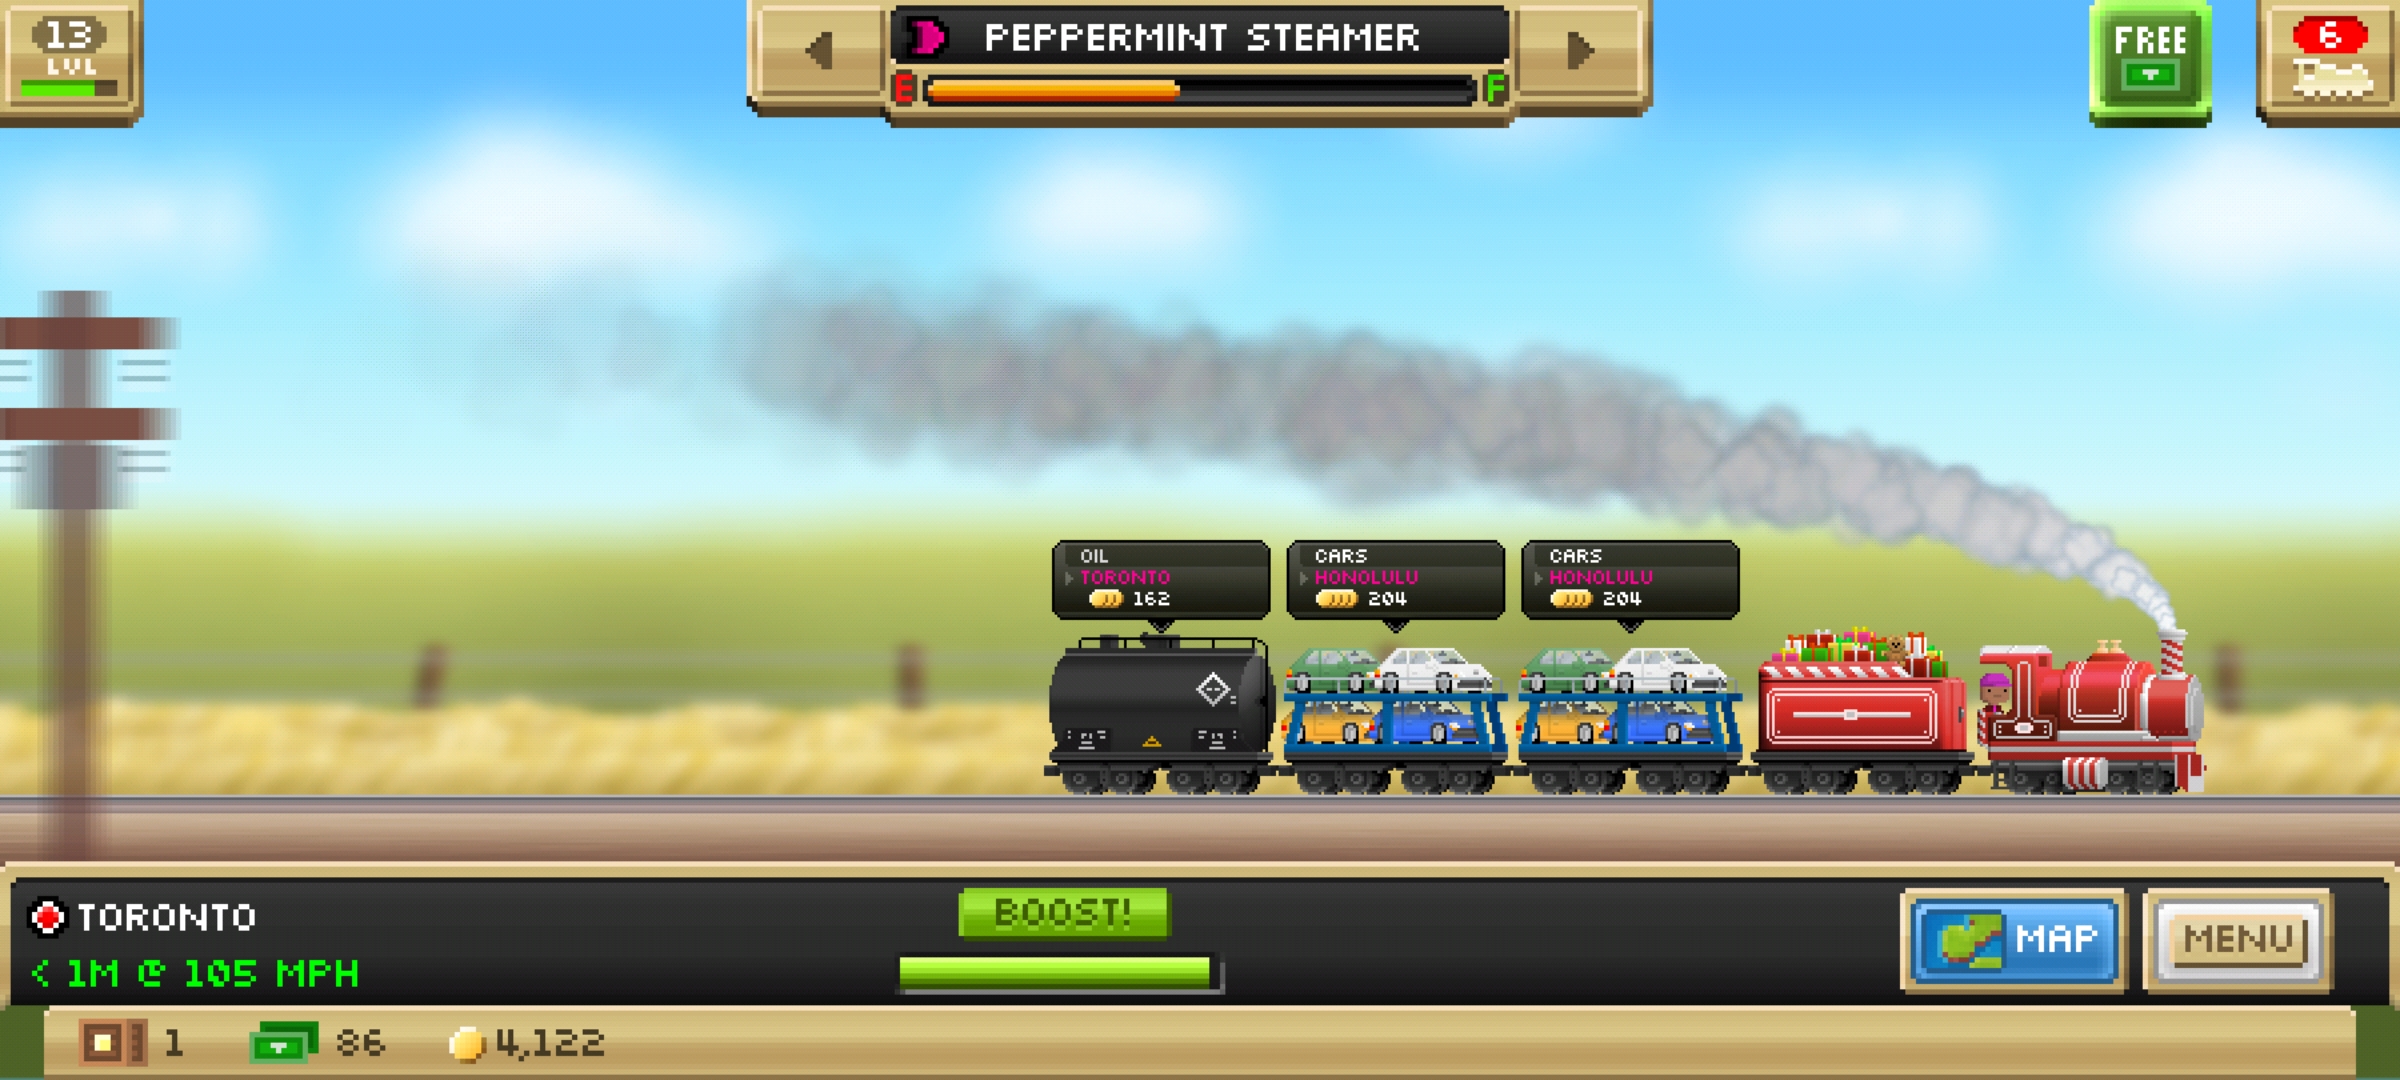 13
LVL
PEPPERMINT STEAMER
E F
FREE
6
OIL
TORONTO
162
CARS
HONOLULU
204
CARS
HONOLULU
204
TORONTO
< 1M @ 105 MPH
BOOST!
MAP
MENU
1
86
4,122